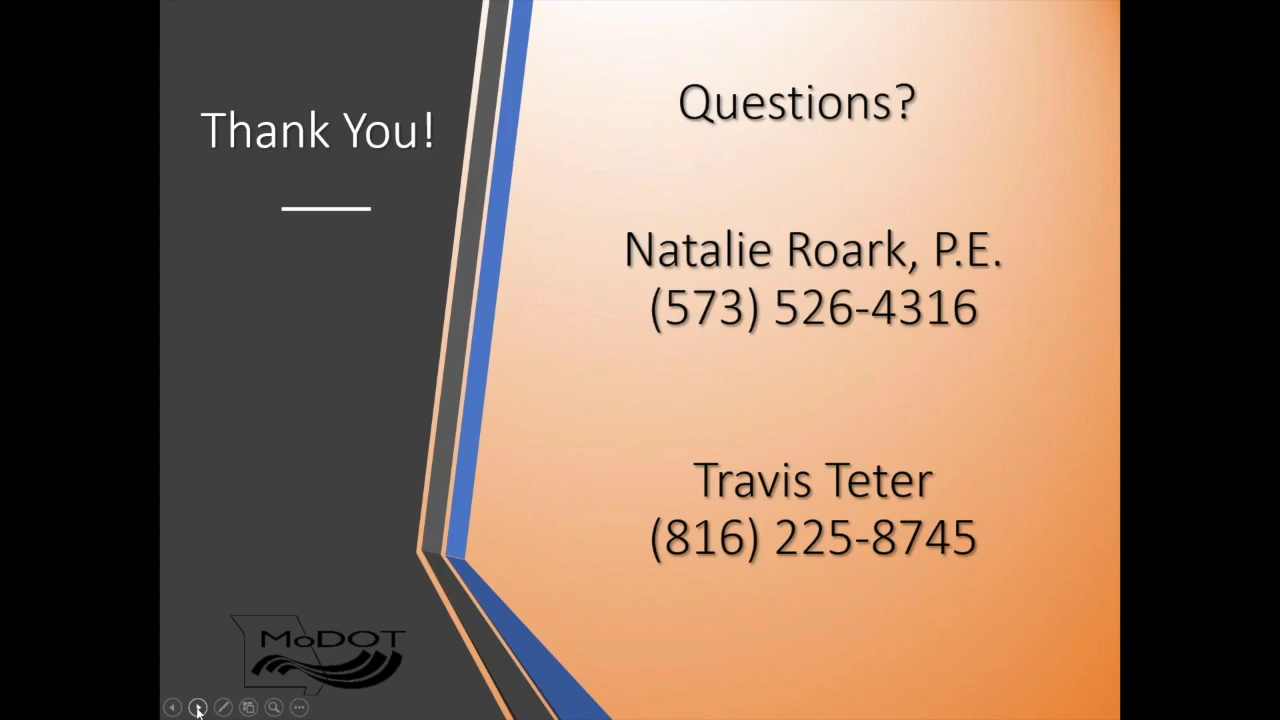 Thank You!
Questions?
Natalie Roark, P.E.
(573) 526-4316
Travis Teter
(816) 225-8745
MoDOT